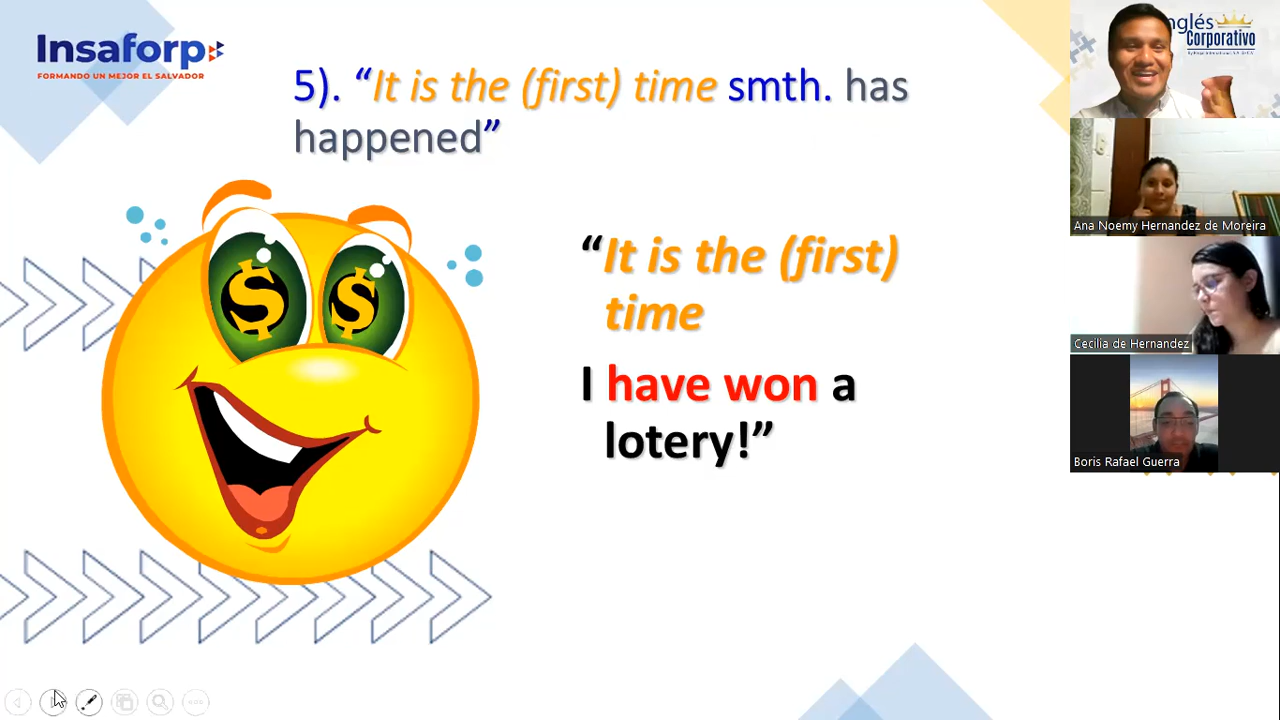 Insaforp
FORMANDO UN MEJOR EL SALVADOR
5). “It is the (first) time smth. has
happened”
“It is the (first)
time
I have won a
lotery!”
$ $
nglés
Corporativo
Ana Noemy Hernandez de Moreira
Cecilia de Hernandez
Boris Rafael Guerra